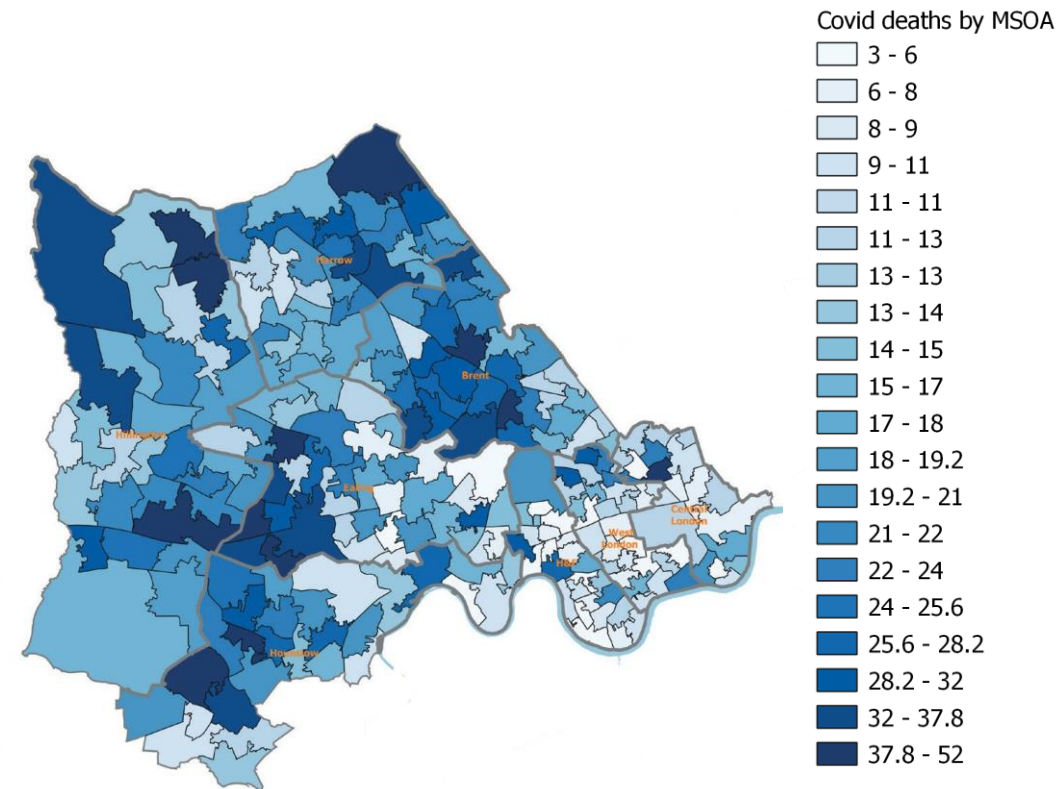 Covid deaths by MSOA
3 - 6
6 - 8
8 - 9
9 - 11
11 - 11
11 - 13
13 - 13
13 - 14
14 - 15
15 - 17
17 - 18
18 - 19.2
19.2 - 21
21 - 22
22 - 24
24 - 25.6
25.6 - 28.2
28.2 - 32
32 - 37.8
37.8 - 52
Harrow
Brent
Hillingdon
Ealing
Central
London
West
London
H&F
Hounslow